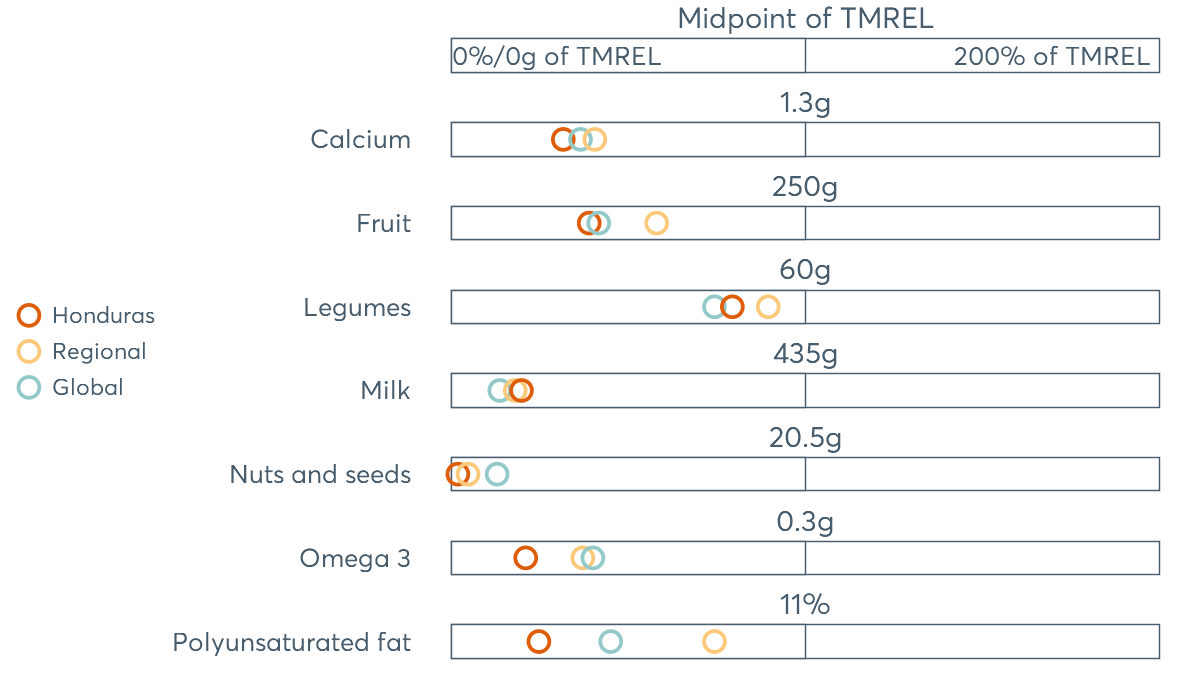 Midpoint of TMREL
0%/0g of TMREL 200% of TMREL
1.3g
Calcium
250g
Fruit
60g
Legumes
435g
Milk
20.5g
Nuts and seeds
0.3g
Omega 3
11%
Polyunsaturated fat
Honduras
Regional
Global